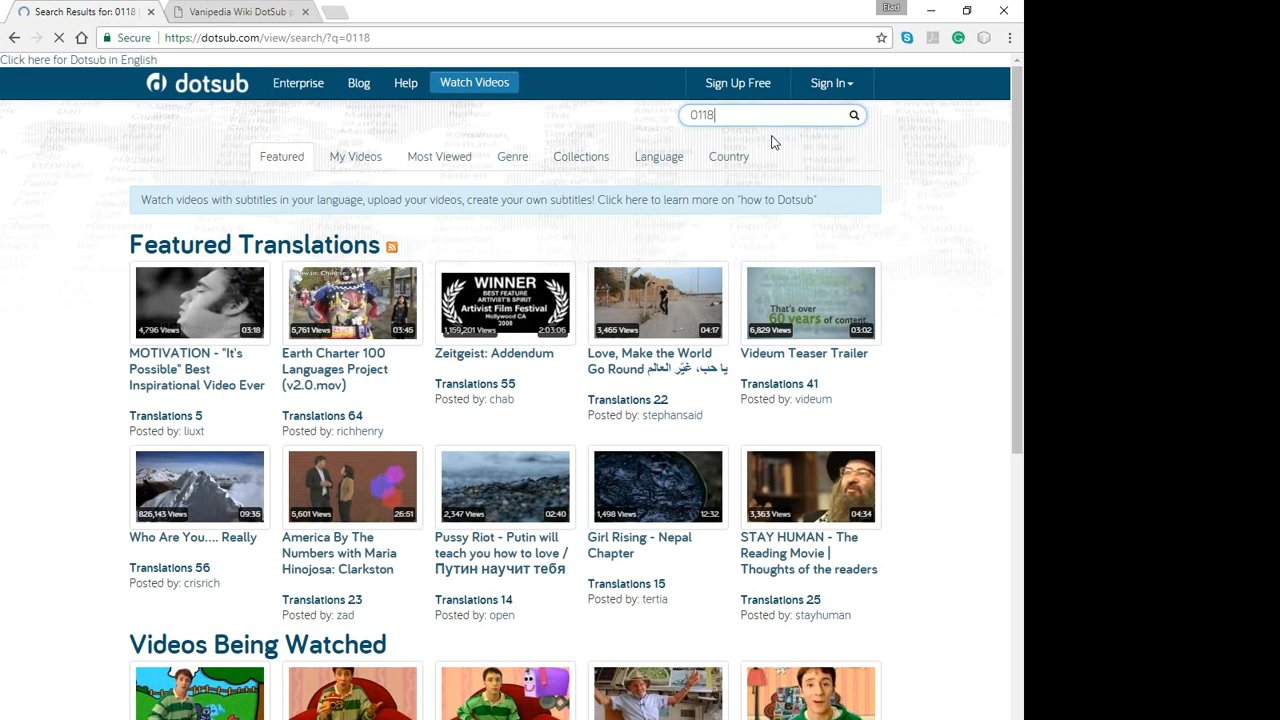 Search Results for: 0118
Vanipedia Wiki DotSub p
Elad
Secure
https://dotsub.com/view/search/?q=0118
Click here for Dotsub in English
dotsub
Enterprise
Blog
Help
Watch Videos
Sign Up Free
Sign In
0118
Featured
My Videos
Most Viewed
Genre
Collections
Language
Country
Watch videos with subtitles in your language, upload your videos, create your own subtitles! Click here to learn more on "how to Dotsub"
Featured Translations
4,796 Views
03:18
5,761 Views
03:45
WINNER
BEST FEATURE
ARTIVIST'S SPIRIT
Artivist Film Festival
Hollywood CA
2008
1,159,201 Views
2:03:06
3,465 Views
04:17
That's over
60 years of content
6,829 Views
03:02
MOTIVATION - "It's
Possible" Best
Inspirational Video Ever
Translations 5
Posted by: liuxt
Earth Charter 100
Languages Project
(v2.0.mov)
Translations 64
Posted by: richhenry
Zeitgeist: Addendum
Translations 55
Posted by: chab
Love, Make the World
Go Round يا حب، غيّر العالم
Translations 22
Posted by: stephansaid
Videum Teaser Trailer
Translations 41
Posted by: videum
826,143 Views
09:35
5,601 Views
26:51
2,347 Views
02:40
1,498 Views
12:32
3,363 Views
04:34
Who Are You.... Really
Translations 56
Posted by: crisrich
America By The
Numbers with Maria
Hinojosa: Clarkston
Translations 23
Posted by: zad
Pussy Riot - Putin will
teach you how to love /
Путин научит тебя
Translations 14
Posted by: open
Girl Rising - Nepal
Chapter
Translations 15
Posted by: tertia
STAY HUMAN - The
Reading Movie |
Thoughts of the readers
Translations 25
Posted by: stayhuman
Videos Being Watched